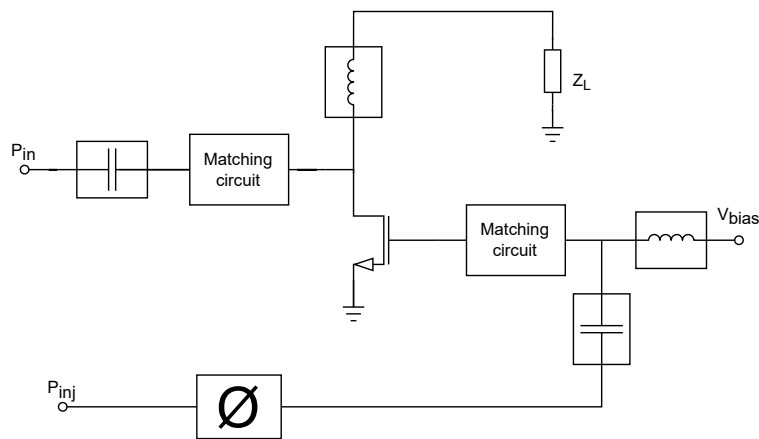 Z_L
P_in
Matching
circuit
Matching
circuit
V_bias
P_inj
Ø